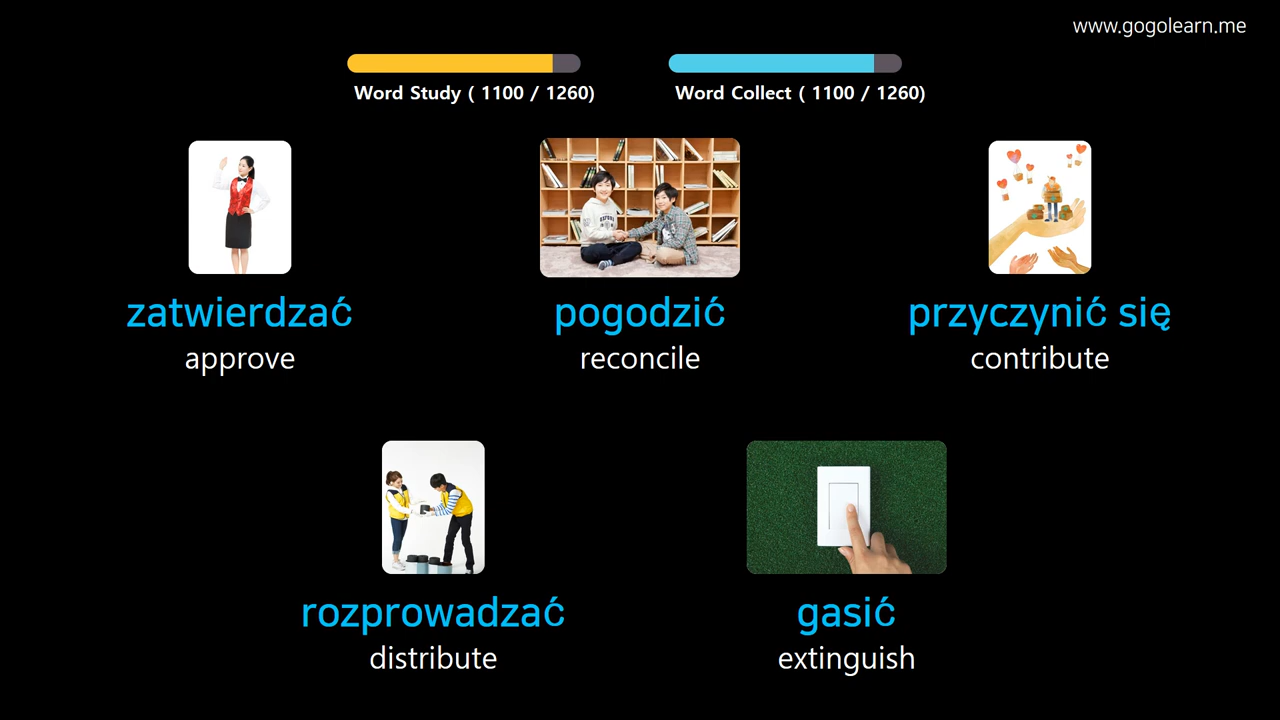 www.gogolearn.me
Word Study ( 1100 / 1260)
Word Collect ( 1100 / 1260)
zatwierdzać
approve
pogodzić
reconcile
przyczynić się
contribute
rozprowadzać
distribute
gasić
extinguish